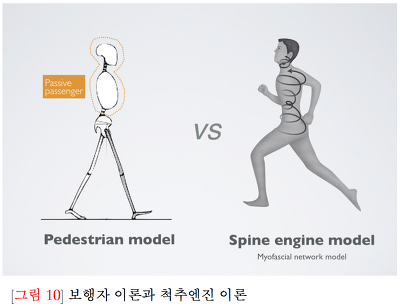 Passive
passenger
VS
Pedestrian model
Spine engine model
Myofascial network model
[그림 10] 보행자 이론과 척추엔진 이론